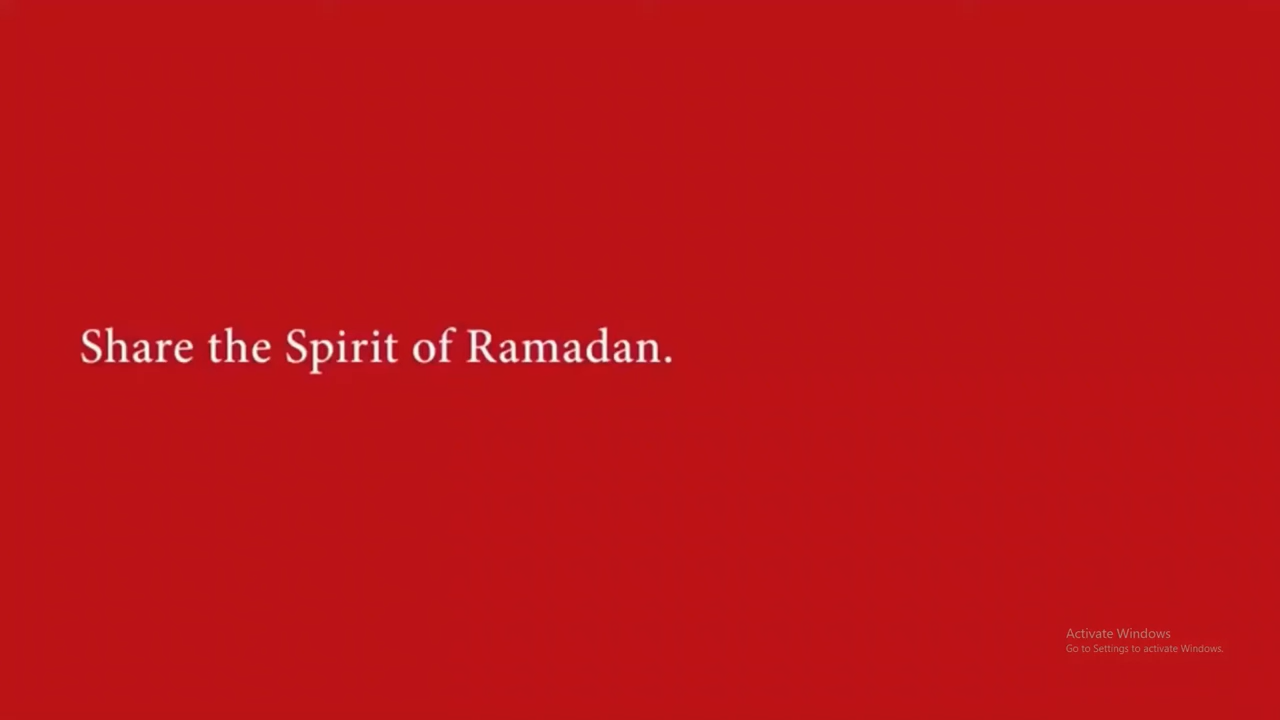 Share the Spirit of Ramadan.
Activate Windows
Go to Settings to activate Windows.